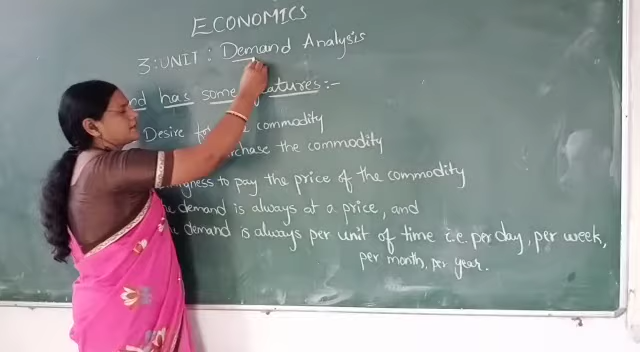 ECONOMICS
3:UNIT: Demand Analysis
has some features:-
Desire commodity
the commodity
to pay the price of the commodity
demand is always at a price, and
demand is always per unit of time i.e. per day, per week,
per month, per year.